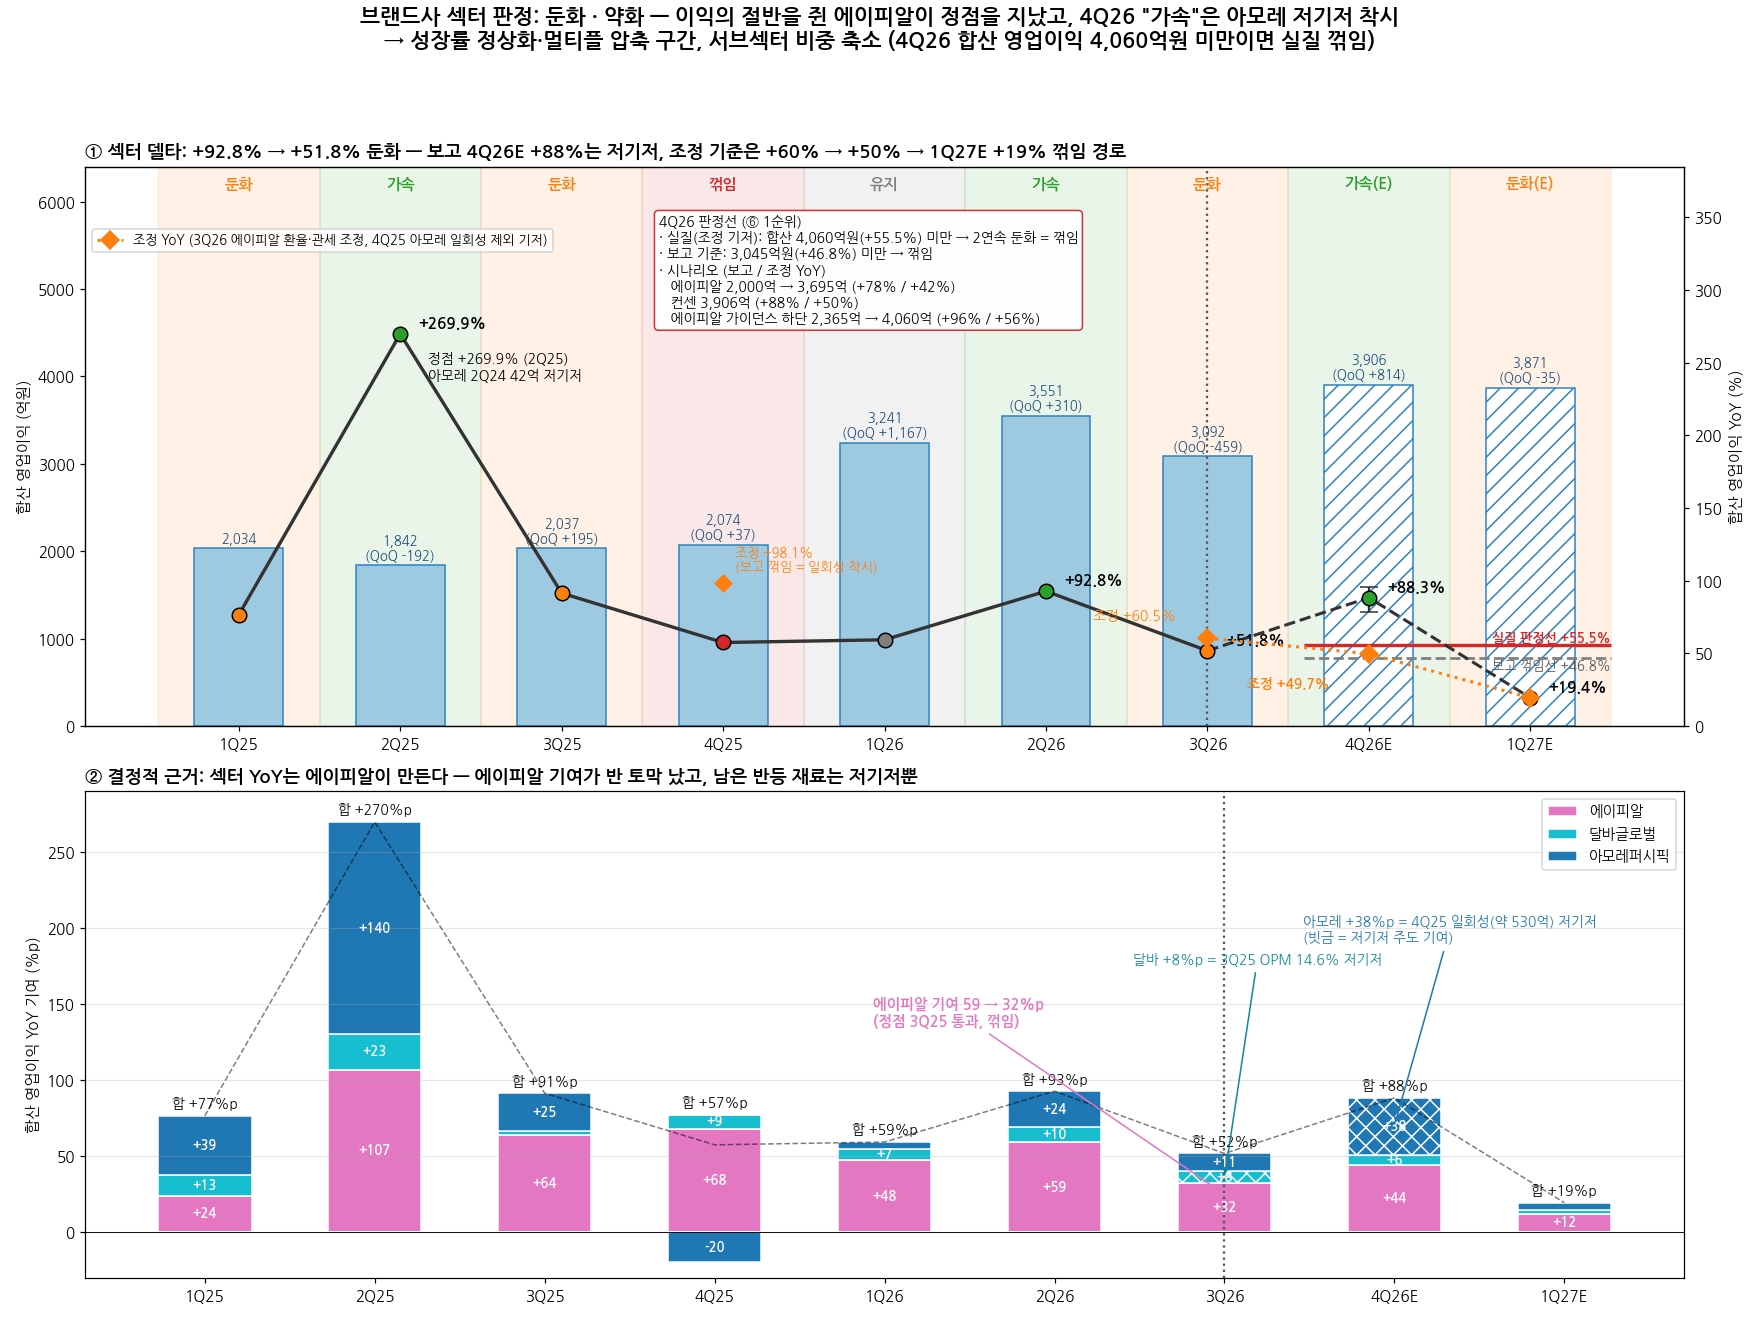 브랜드사 섹터 판정: 둔화 · 약화 — 이익의 절반을 쥔 에이피알이 정점을 지났고, 4Q26 "가속"은 아모레 저기저 착시
→ 성장률 정상화·멀티플 압축 구간, 서브섹터 비중 축소 (4Q26 합산 영업이익 4,060억원 미만이면 실질 꺾임)
① 섹터 델타: +92.8% → +51.8% 둔화 — 보고 4Q26E +88%는 저기저, 조정 기준은 +60% → +50% → 1Q27E +19% 꺾임 경로
둔화 가속 둔화 꺾임 유지 가속 둔화 가속(E) 둔화(E)
조정 YoY (3Q26 에이피알 환율·관세 조정, 4Q25 아모레 일회성 제외 기저)
4Q26 판정선 (⑥ 1순위)
· 실질(조정 기저): 합산 4,060억원(+55.5%) 미만 → 2연속 둔화 = 꺾임
· 보고 기준: 3,045억원(+46.8%) 미만 → 꺾임
· 시나리오 (보고 / 조정 YoY)
에이피알 2,000억 → 3,695억 (+78% / +42%)
컨센 3,906억 (+88% / +50%)
에이피알 가이던스 하단 2,365억 → 4,060억 (+96% / +56%)
합산 영업이익 (억원)
6000
5000
4000
3000
2000
1000
0
합산 영업이익 YoY (%)
350
300
250
200
150
100
50
0
+269.9%
정점 +269.9% (2Q25)
아모레 2Q24 42억 저기저
2,034
1,842
(QoQ -192)
2,037
(QoQ +195)
2,074
(QoQ +37)
조정 +98.1%
(보고 꺾임 = 일회성 착시)
3,241
(QoQ +1,167)
3,551
(QoQ +310)
+92.8%
3,092
(QoQ -459)
조정 +60.5%
+51.8%
3,906
(QoQ +814)
+88.3%
조정 +49.7%
3,871
(QoQ -35)
실질 판정선 +55.5%
보고 꺾임선 +46.8%
+19.4%
1Q25 2Q25 3Q25 4Q25 1Q26 2Q26 3Q26 4Q26E 1Q27E
② 결정적 근거: 섹터 YoY는 에이피알이 만든다 — 에이피알 기여가 반 토막 났고, 남은 반등 재료는 저기저뿐
에이피알
달바글로벌
아모레퍼시픽
합산 영업이익 YoY 기여 (%p)
250
200
150
100
50
0
합 +77%p
+39
+13
+24
합 +270%p
+140
+23
+107
합 +91%p
+25
+64
합 +57%p
+9
+68
-20
합 +59%p
+7
+48
합 +93%p
+24
+10
+59
에이피알 기여 59 → 32%p
(정점 3Q25 통과, 꺾임)
달바 +8%p = 3Q25 OPM 14.6% 저기저
아모레 +38%p = 4Q25 일회성(약 530억) 저기저
(빗금 = 저기저 주도 기여)
합 +52%p
+11
+8
+32
합 +88%p
+38
+6
+44
합 +19%p
+12
1Q25 2Q25 3Q25 4Q25 1Q26 2Q26 3Q26 4Q26E 1Q27E